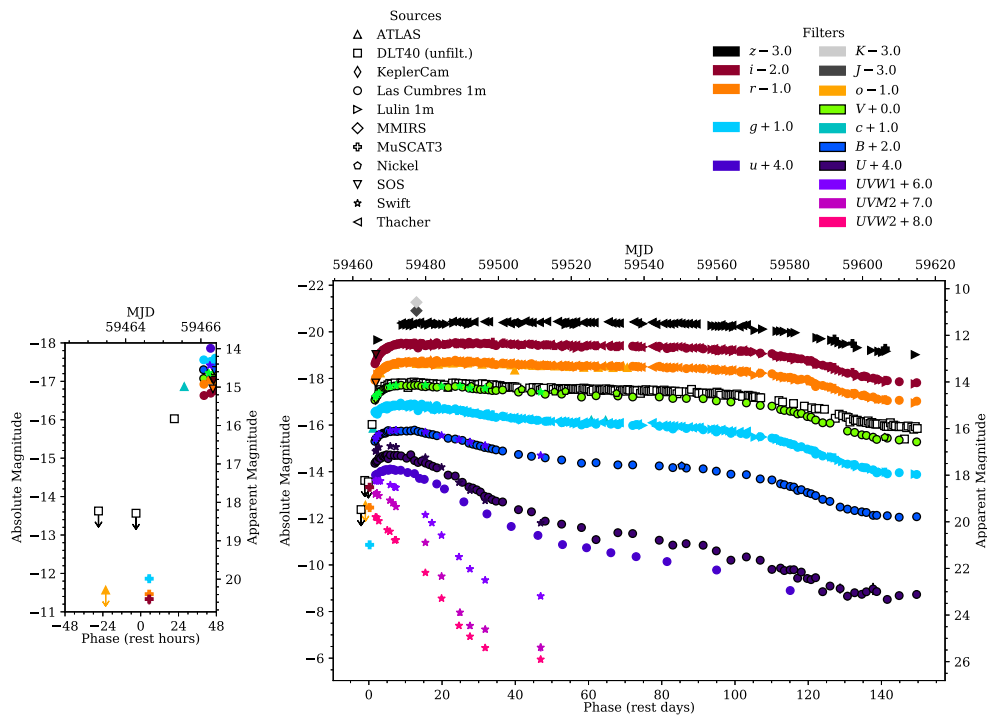 Sources
ATLAS
DLT40 (unfilt.)
KeplerCam
Las Cumbres 1m
Lulin 1m
MMIRS
MuSCAT3
Nickel
SOS
Swift
Thacher
Filters
z − 3.0
i − 2.0
r − 1.0
g + 1.0
u + 4.0
K − 3.0
J − 3.0
o − 1.0
V + 0.0
c + 1.0
B + 2.0
U + 4.0
UVW1 + 6.0
UVM2 + 7.0
UVW2 + 8.0
MJD
59464 59466
−18
−17
−16
−15
−14
−13
−12
−11
Absolute Magnitude
14
15
16
17
18
19
20
Apparent Magnitude
−48 −24 0 24 48
Phase (rest hours)
MJD
59460 59480 59500 59520 59540 59560 59580 59600 59620
−22
−20
−18
−16
−14
−12
−10
−8
−6
Absolute Magnitude
10
12
14
16
18
20
22
24
26
Apparent Magnitude
0 20 40 60 80 100 120 140
Phase (rest days)